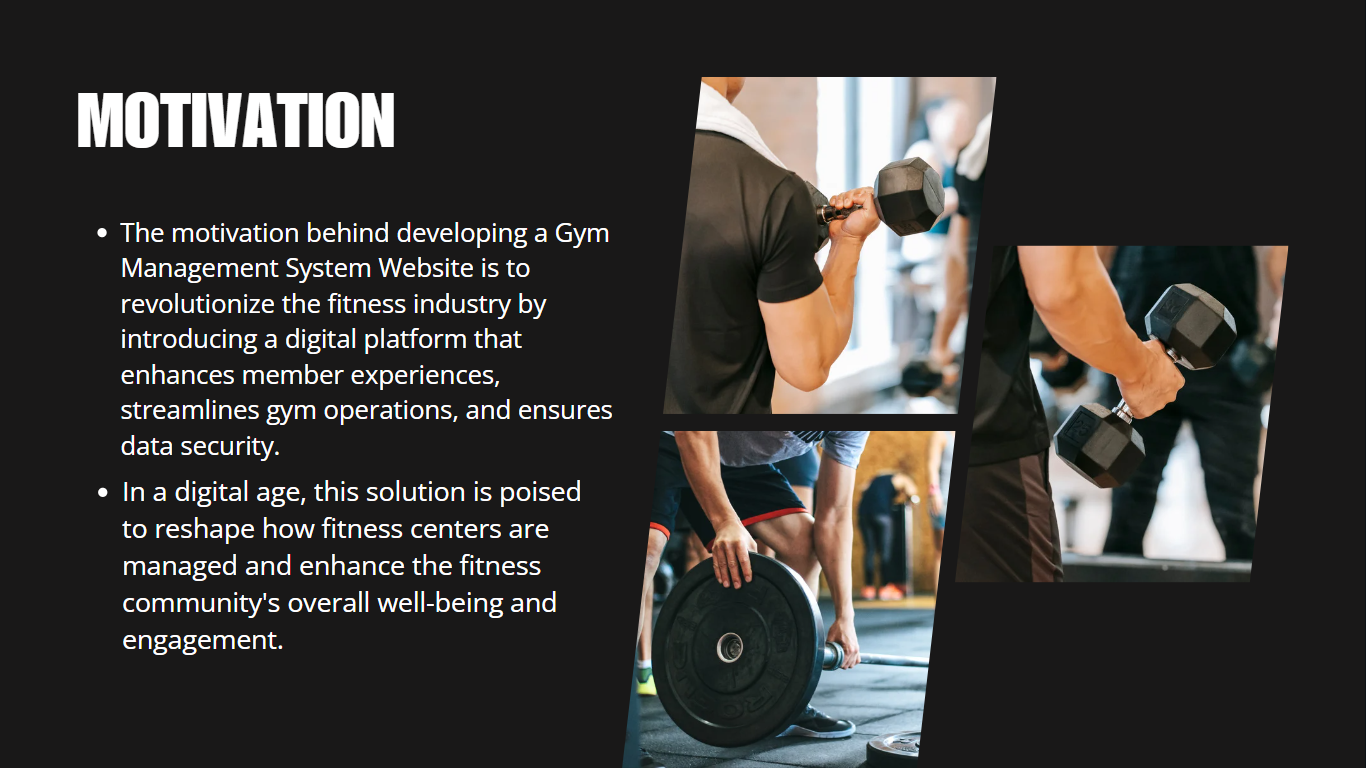 MOTIVATION
• The motivation behind developing a Gym
Management System Website is to
revolutionize the fitness industry by
introducing a digital platform that
enhances member experiences,
streamlines gym operations, and ensures
data security.
• In a digital age, this solution is poised
to reshape how fitness centers are
managed and enhance the fitness
community's overall well-being and
engagement.